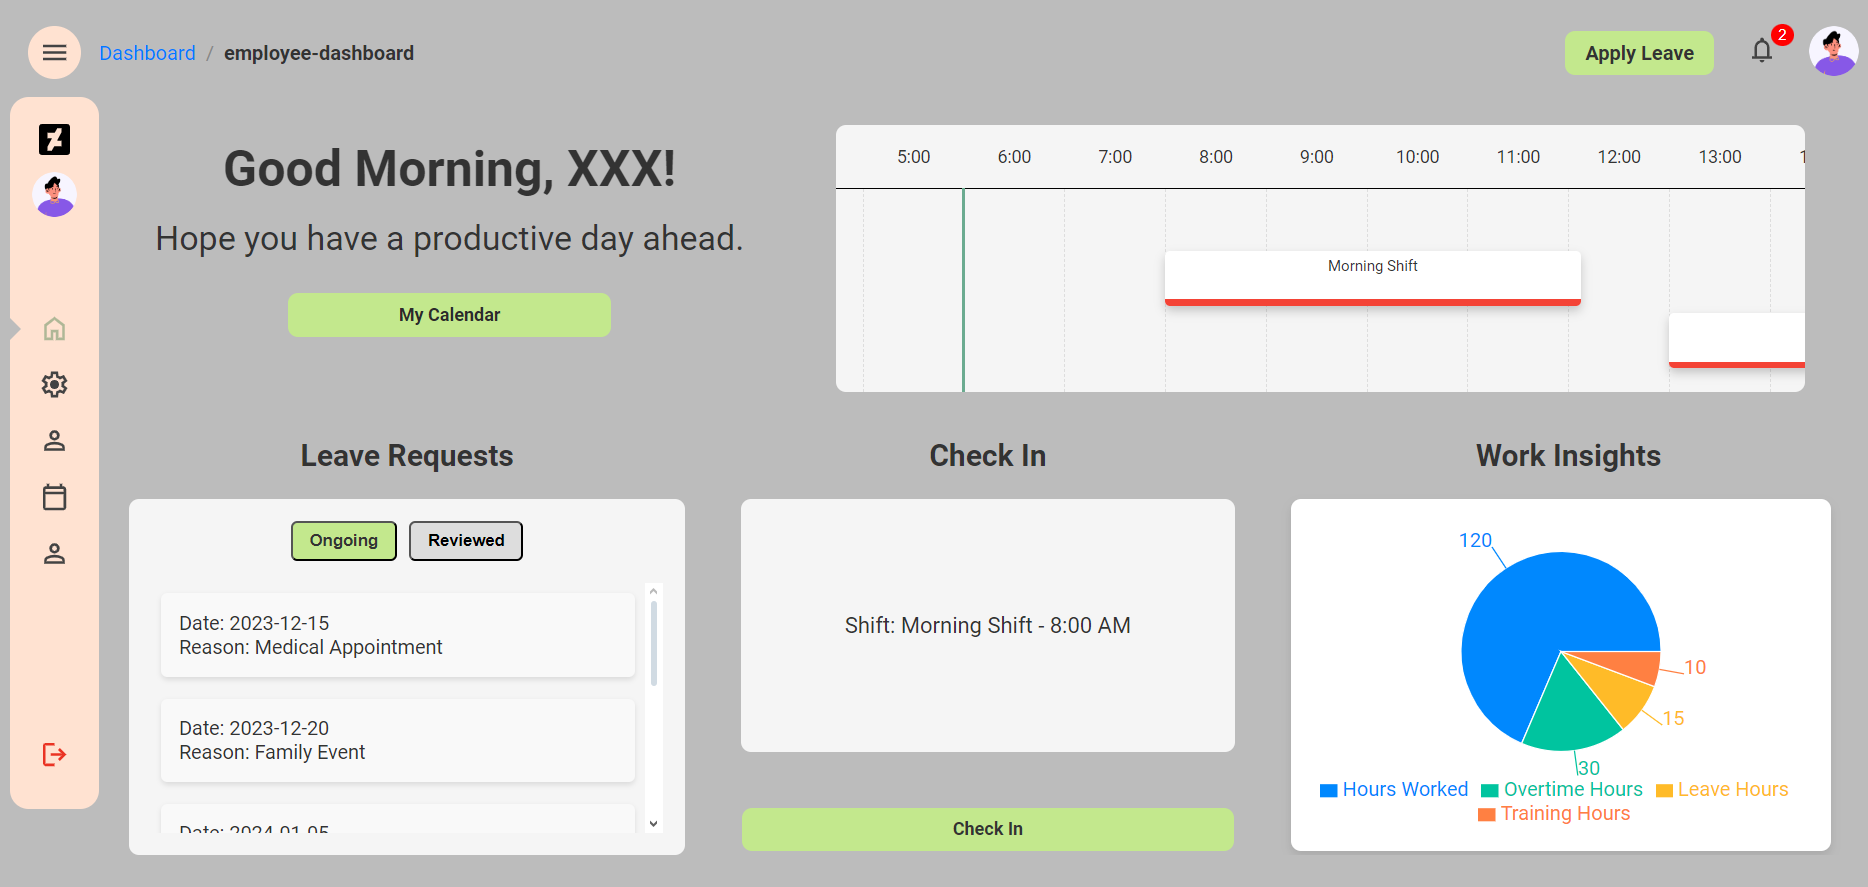 Dashboard / employee-dashboard
Apply Leave
2
Good Morning, XXX!
Hope you have a productive day ahead.
My Calendar
5:00 6:00 7:00 8:00 9:00 10:00 11:00 12:00 13:00 1
Morning Shift
Leave Requests
Ongoing Reviewed
Date: 2023-12-15
Reason: Medical Appointment
Date: 2023-12-20
Reason: Family Event
Date: 2024-01-05
Check In
Shift: Morning Shift - 8:00 AM
Check In
Work Insights
120
10
15
30
Hours Worked Overtime Hours Leave Hours
Training Hours